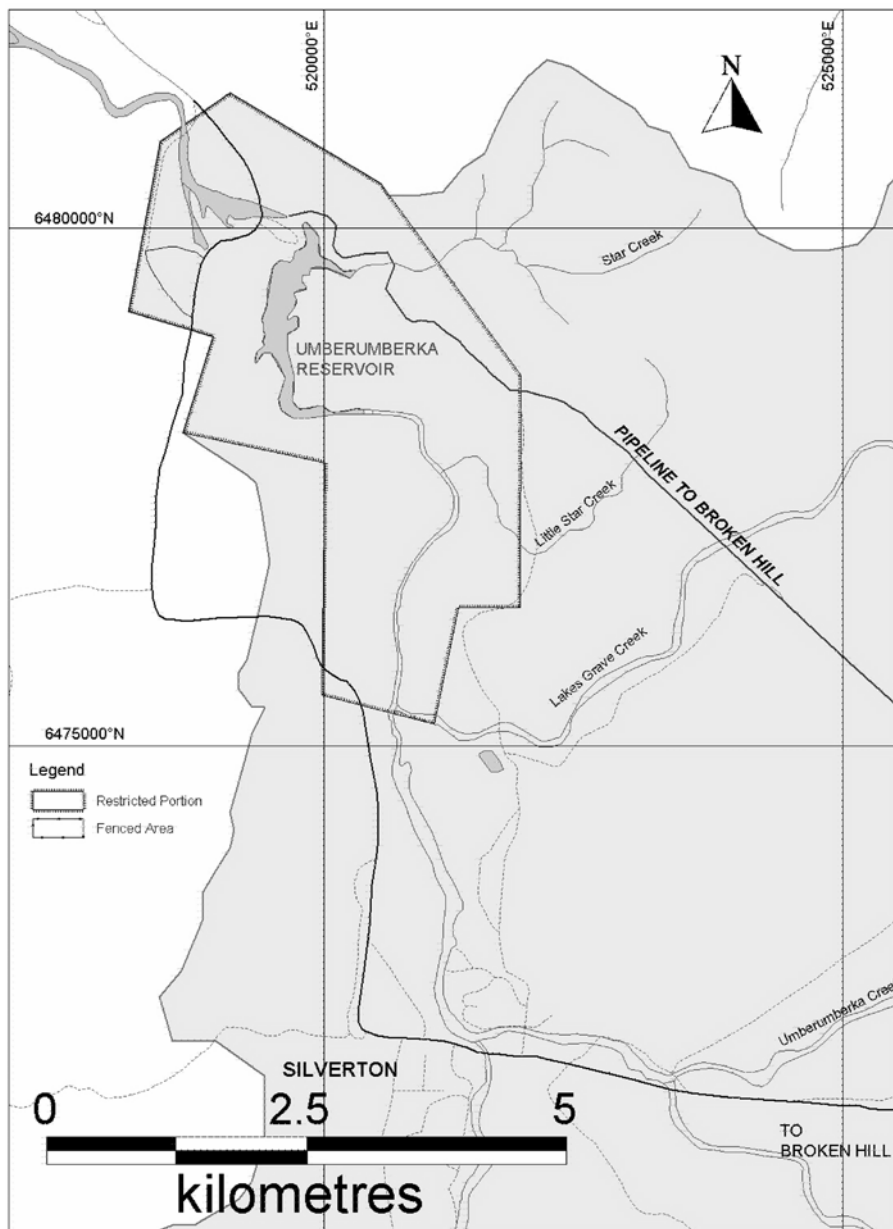 520000°E
525000°E
N
6480000°N
Star Creek
UMBERUMBERKA
RESERVOIR
PIPELINE TO BROKEN HILL
Little Star Creek
Lakes Grave Creek
6475000°N
Legend
Restricted Portion
Fenced Area
Umberumberka Cree
SILVERTON
0 2.5 5
kilometres
TO
BROKEN HILL